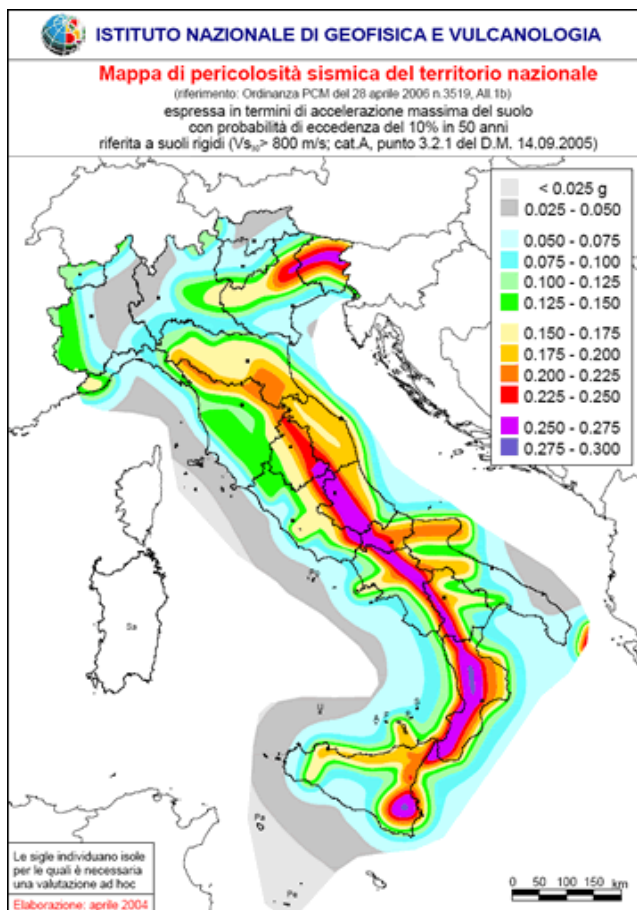 ISTITUTO NAZIONALE DI GEOFISICA E VULCANOLOGIA
Mappa di pericolosità sismica del territorio nazionale
(riferimento: Ordinanza PCM del 28 aprile 2006 n.3519, All.1b)
espressa in termini di accelerazione massima del suolo
con probabilità di eccedenza del 10% in 50 anni
riferita a suoli rigidi (Vs₃₀> 800 m/s; cat.A, punto 3.2.1 del D.M. 14.09.2005)
< 0.025 g
0.025 - 0.050
0.050 - 0.075
0.075 - 0.100
0.100 - 0.125
0.125 - 0.150
0.150 - 0.175
0.175 - 0.200
0.200 - 0.225
0.225 - 0.250
0.250 - 0.275
0.275 - 0.300
Sa
U
A
Pa
Pe
Le sigle individuano isole
per le quali è necessaria
una valutazione ad hoc
Elaborazione: aprile 2004
0 50 100 150 km